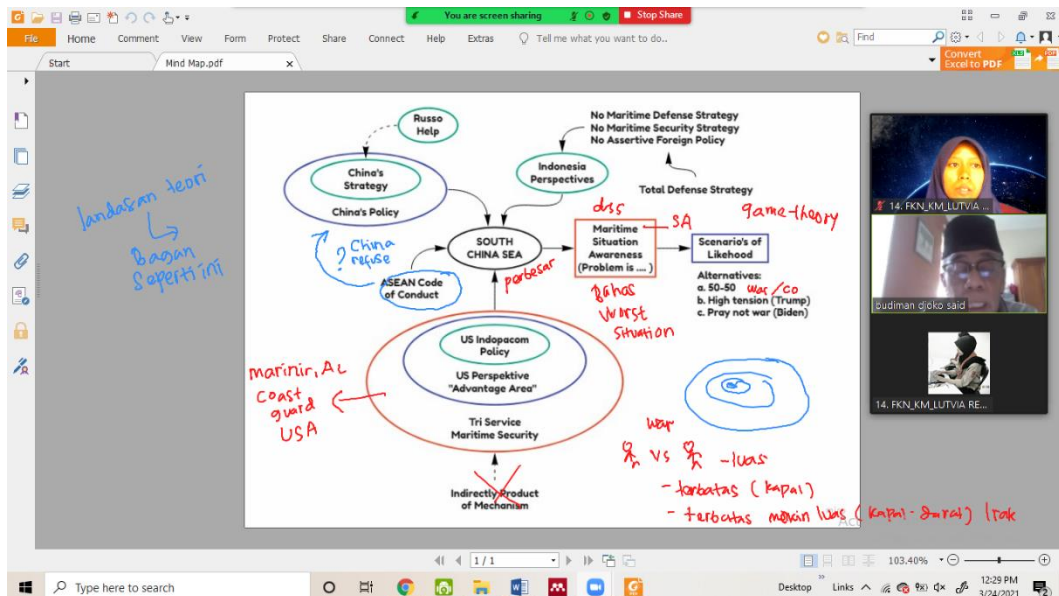 You are screen sharing
Stop Share
File Home Comment View Form Protect Share Connect Help Extras Tell me what you want to do..
Find
Start
Mind Map.pdf
Convert
Excel to PDF
Russo
Help
China's
Strategy
China's Policy
No Maritime Defense Strategy
No Maritime Security Strategy
No Assertive Foreign Policy
Indonesia
Perspectives
Total Defense Strategy
landasan teori
Bagan
seperti ini
? China
refuse
SOUTH
CHINA SEA
ASEAN Code
of Conduct
perbesar
dss
SA
game-theory
Maritime
Situation
Awareness
(Problem is ....)
Scenario's of
Likehood
Bahas
Worst
Situation
Alternatives:
a. 50-50 war/co
b. High tension (Trump)
c. Pray not war (Biden)
US Indopacom
Policy
US Perspektive
"Advantage Area"
Tri Service
Maritime Security
marinir, AL
coast
guard
USA
Indirectly Product
of Mechanism
war
vs
-luas
- terbatas (kapal)
- terbatas makin luas (kapal-darat) Irak
14. FKN_KM_LUTVIA ...
budiman djoko said
14. FKN_KM_LUTVIA RE...
1 / 1
103.40%
Type here to search
Desktop
Links
12:29 PM
3/24/2021